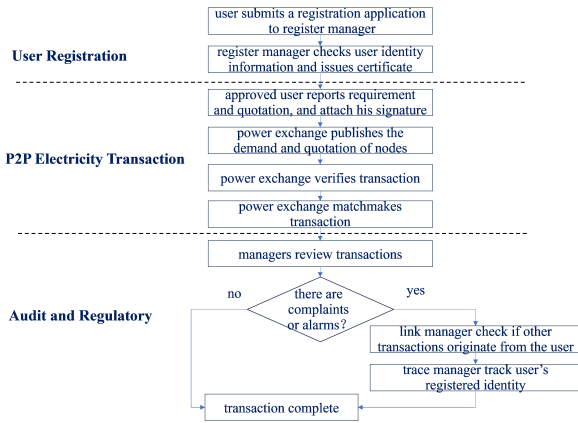 user submits a registration application
to register manager
User Registration
register manager checks user identity
information and issues certificate
approved user reports requirement
and quotation, and attach his signature
power exchange publishes the
demand and quotation of nodes
P2P Electricity Transaction
power exchange verifies transaction
power exchange matchmakes
transaction
managers review transactions
no
there are
complaints
or alarms?
yes
Audit and Regulatory
link manager check if other
transactions originate from the user
trace manager track user's
registered identity
transaction complete